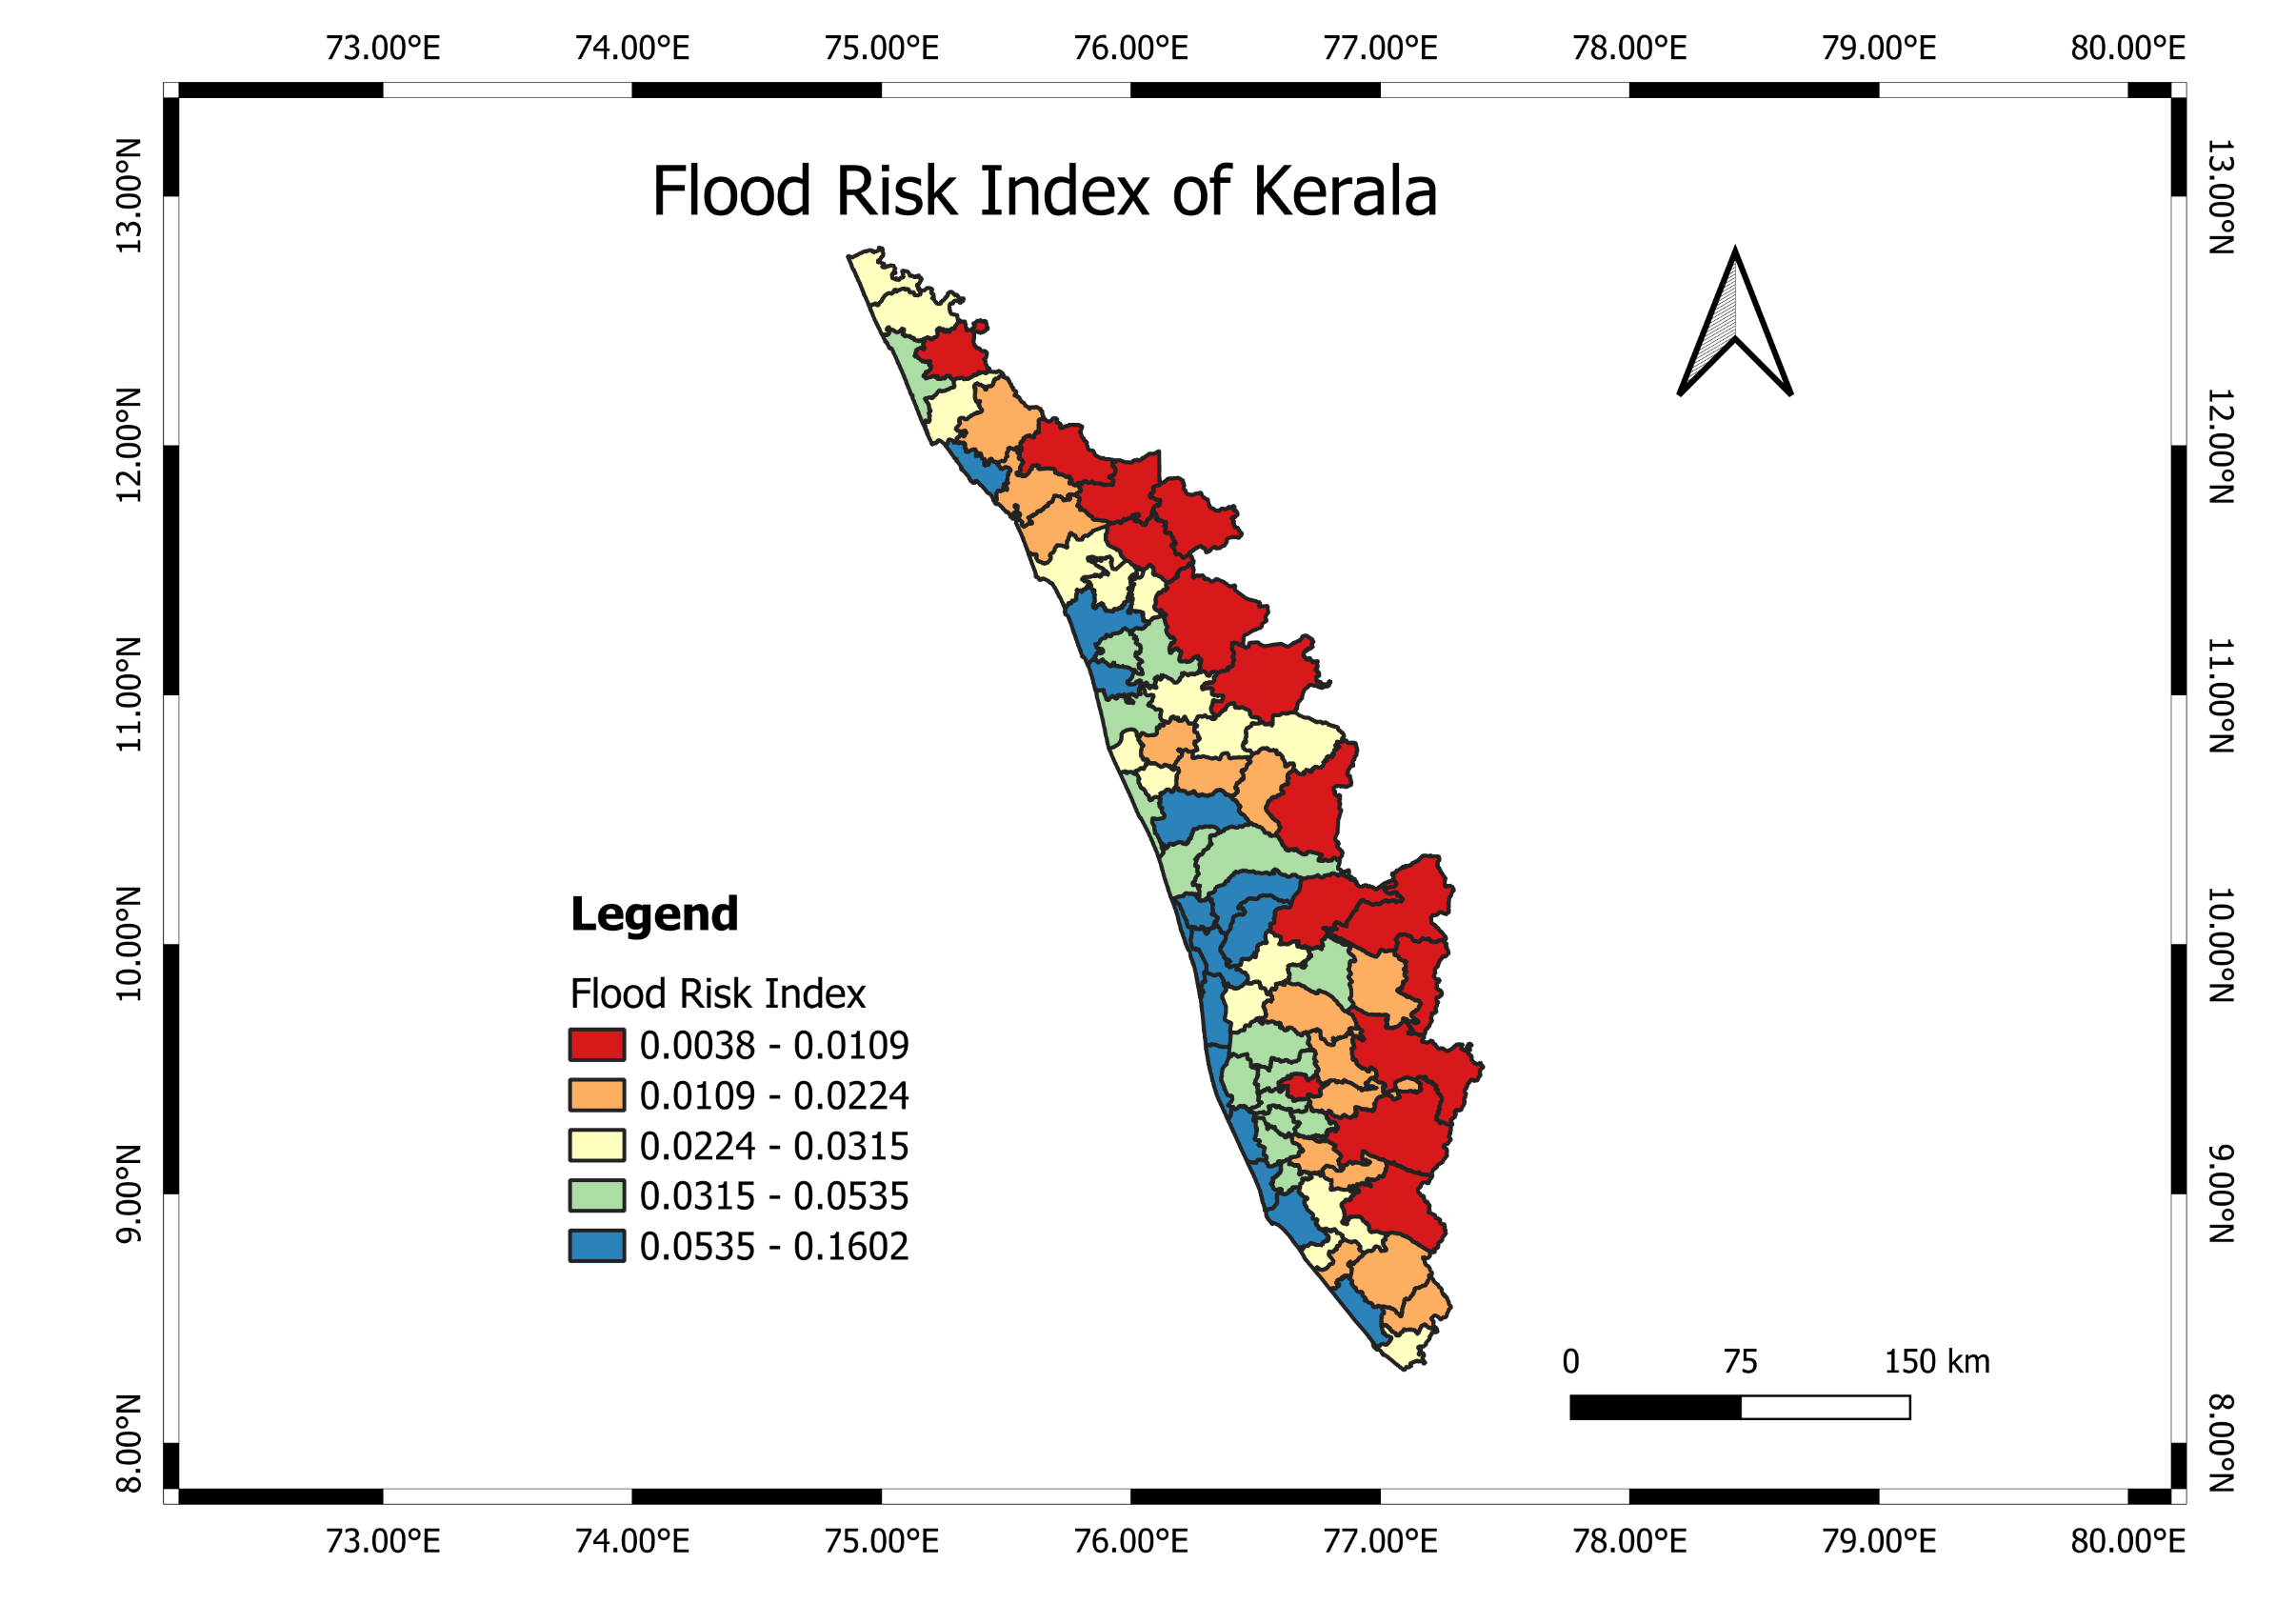 73.00°E 74.00°E 75.00°E 76.00°E 77.00°E 78.00°E 79.00°E 80.00°E
13.00°N 13.00°N
Flood Risk Index of Kerala
12.00°N 12.00°N
11.00°N 11.00°N
10.00°N 10.00°N
Legend
Flood Risk Index
0.0038 - 0.0109
0.0109 - 0.0224
0.0224 - 0.0315
0.0315 - 0.0535
0.0535 - 0.1602
9.00°N 9.00°N
0 75 150 km
8.00°N 8.00°N
73.00°E 74.00°E 75.00°E 76.00°E 77.00°E 78.00°E 79.00°E 80.00°E